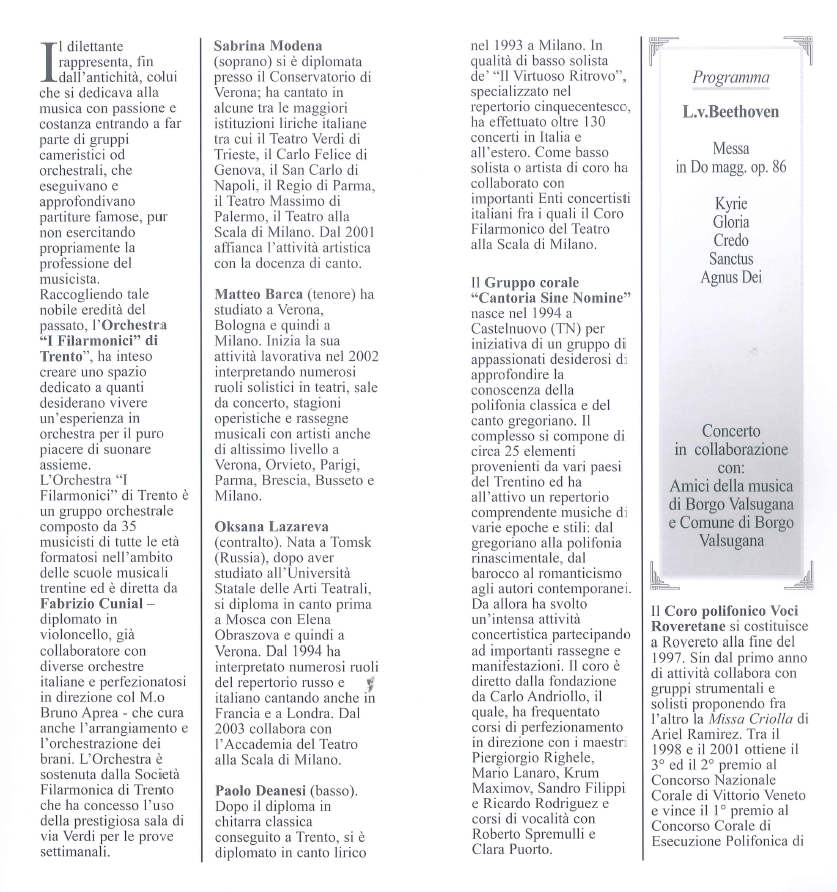 Il dilettante
rappresenta, fin
dall'antichità, colui
che si dedicava alla
musica con passione e
costanza entrando a far
parte di gruppi
cameristici od
orchestrali, che
eseguivano e
approfondivano
partiture famose, pur
non esercitando
propriamente la
professione del
musicista.
Raccogliendo tale
nobile eredità del
passato, l'Orchestra
“I Filarmonici” di
Trento”, ha inteso
creare uno spazio
dedicato a quanti
desiderano vivere
un'esperienza in
orchestra per il puro
piacere di suonare
assieme.
L'Orchestra “I
Filarmonici” di Trento è
un gruppo orchestrale
composto da 35
musicisti di tutte le età
formatosi nell'ambito
delle scuole musicali
trentine ed è diretta da
Fabrizio Cunial –
diplomato in
violoncello, già
collaboratore con
diverse orchestre
italiane e perfezionatosi
in direzione col M.o
Bruno Aprea - che cura
anche l'arrangiamento e
l'orchestrazione dei
brani. L'Orchestra è
sostenuta dalla Società
Filarmonica di Trento
che ha concesso l'uso
della prestigiosa sala di
via Verdi per le prove
settimanali.
Sabrina Modena
(soprano) si è diplomata
presso il Conservatorio di
Verona; ha cantato in
alcune tra le maggiori
istituzioni liriche italiane
tra cui il Teatro Verdi di
Trieste, il Carlo Felice di
Genova, il San Carlo di
Napoli, il Regio di Parma,
il Teatro Massimo di
Palermo, il Teatro alla
Scala di Milano. Dal 2001
affianca l'attività artistica
con la docenza di canto.
Matteo Barca (tenore) ha
studiato a Verona,
Bologna e quindi a
Milano. Inizia la sua
attività lavorativa nel 2002
interpretando numerosi
ruoli solistici in teatri, sale
da concerto, stagioni
operistiche e rassegne
musicali con artisti anche
di altissimo livello a
Verona, Orvieto, Parigi,
Parma, Brescia, Busseto e
Milano.
Oksana Lazareva
(contralto). Nata a Tomsk
(Russia), dopo aver
studiato all'Università
Statale delle Arti Teatrali,
si diploma in canto prima
a Mosca con Elena
Obraszova e quindi a
Verona. Dal 1994 ha
interpretato numerosi ruoli
del repertorio russo e
italiano cantando anche in
Francia e a Londra. Dal
2003 collabora con
l'Accademia del Teatro
alla Scala di Milano.
Paolo Deanesi (basso).
Dopo il diploma in
chitarra classica
conseguito a Trento, si è
diplomato in canto lirico
nel 1993 a Milano. In
qualità di basso solista
de' “Il Virtuoso Ritrovo”,
specializzato nel
repertorio cinquecentesco,
ha effettuato oltre 130
concerti in Italia e
all'estero. Come basso
solista o artista di coro ha
collaborato con
importanti Enti concertisti
italiani fra i quali il Coro
Filarmonico del Teatro
alla Scala di Milano.
Il Gruppo corale
“Cantoria Sine Nomine”
nasce nel 1994 a
Castelnuovo (TN) per
iniziativa di un gruppo di
appassionati desiderosi di
approfondire la
conoscenza della
polifonia classica e del
canto gregoriano. Il
complesso si compone di
circa 25 elementi
provenienti da vari paesi
del Trentino ed ha
all'attivo un repertorio
comprendente musiche di
varie epoche e stili: dal
gregoriano alla polifonia
rinascimentale, dal
barocco al romanticismo
agli autori contemporanei.
Da allora ha svolto
un'intensa attività
concertistica partecipando
ad importanti rassegne e
manifestazioni. Il coro è
diretto dalla fondazione
da Carlo Andriollo, il
quale, ha frequentato
corsi di perfezionamento
in direzione con i maestri
Piergiorgio Righele,
Mario Lanaro, Krum
Maximov, Sandro Filippi
e Ricardo Rodriguez e
corsi di vocalità con
Roberto Spremulli e
Clara Puorto.
Programma
L.v.Beethoven
Messa
in Do magg. op. 86
Kyrie
Gloria
Credo
Sanctus
Agnus Dei
Concerto
in collaborazione
con:
Amici della musica
di Borgo Valsugana
e Comune di Borgo
Valsugana
Il Coro polifonico Voci
Roveretane si costituisce
a Rovereto alla fine del
1997. Sin dal primo anno
di attività collabora con
gruppi strumentali e
solisti proponendo fra
l'altro la Missa Criolla di
Ariel Ramirez. Tra il
1998 e il 2001 ottiene il
3° ed il 2° premio al
Concorso Nazionale
Corale di Vittorio Veneto
e vince il 1° premio al
Concorso Corale di
Esecuzione Polifonica di